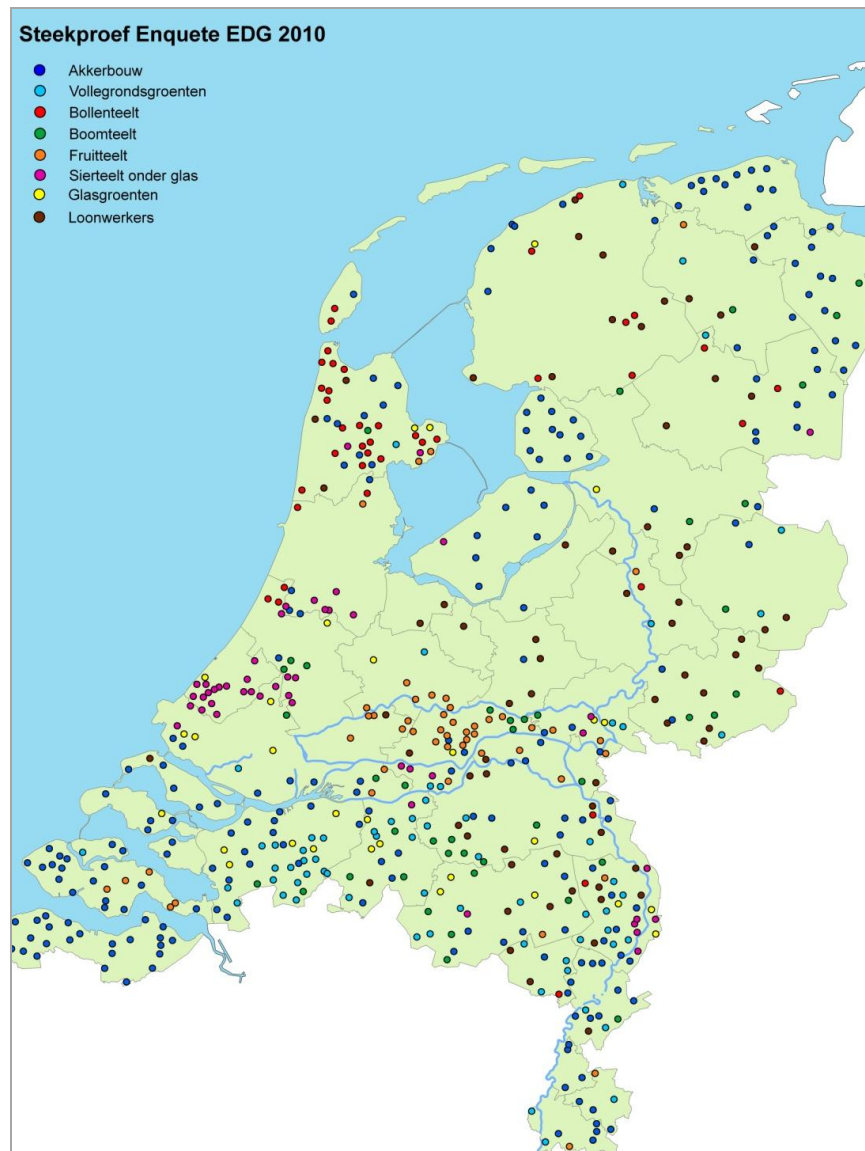 Steekproef Enquete EDG 2010
Akkerbouw
Vollegrondsgroenten
Bollenteelt
Boomteelt
Fruitteelt
Sierteelt onder glas
Glasgroenten
Loonwerkers